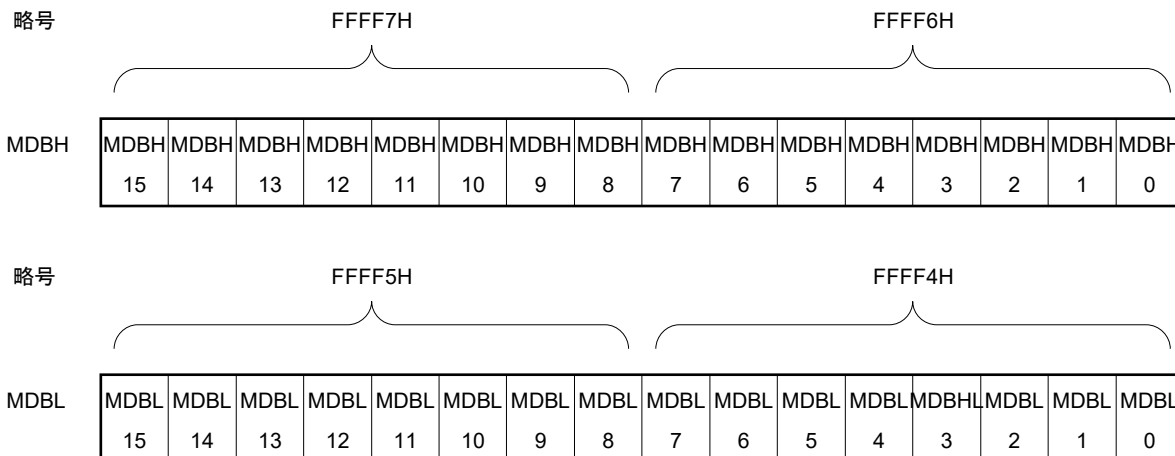 略号 FFFF7H FFFF6H
MDBH MDBH MDBH MDBH MDBH MDBH MDBH MDBH MDBH MDBH MDBH MDBH MDBH MDBH MDBH MDBH MDBH
15 14 13 12 11 10 9 8 7 6 5 4 3 2 1 0
略号 FFFF5H FFFF4H
MDBL MDBL MDBL MDBL MDBL MDBL MDBL MDBL MDBL MDBL MDBL MDBL MDBL MDBHL MDBL MDBL MDBL
15 14 13 12 11 10 9 8 7 6 5 4 3 2 1 0